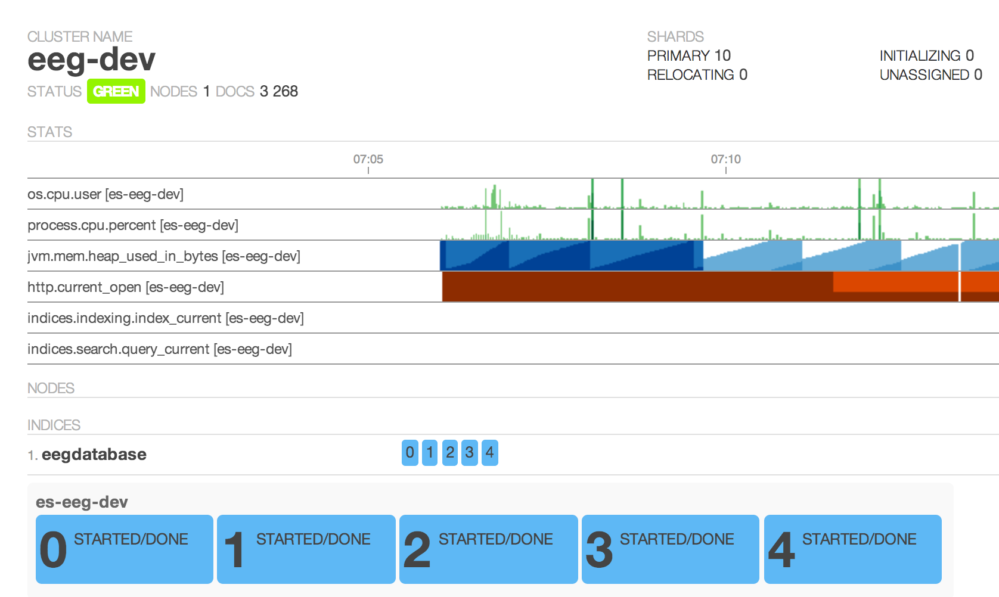 CLUSTER NAME
eeg-dev
STATUS GREEN NODES 1 DOCS 3 268
SHARDS
PRIMARY 10 INITIALIZING 0
RELOCATING 0 UNASSIGNED 0
STATS
07:05 07:10
os.cpu.user [es-eeg-dev]
process.cpu.percent [es-eeg-dev]
jvm.mem.heap_used_in_bytes [es-eeg-dev]
http.current_open [es-eeg-dev]
indices.indexing.index_current [es-eeg-dev]
indices.search.query_current [es-eeg-dev]
NODES
INDICES
1. eegdatabase 0 1 2 3 4
es-eeg-dev
0 STARTED/DONE 1 STARTED/DONE 2 STARTED/DONE 3 STARTED/DONE 4 STARTED/DONE